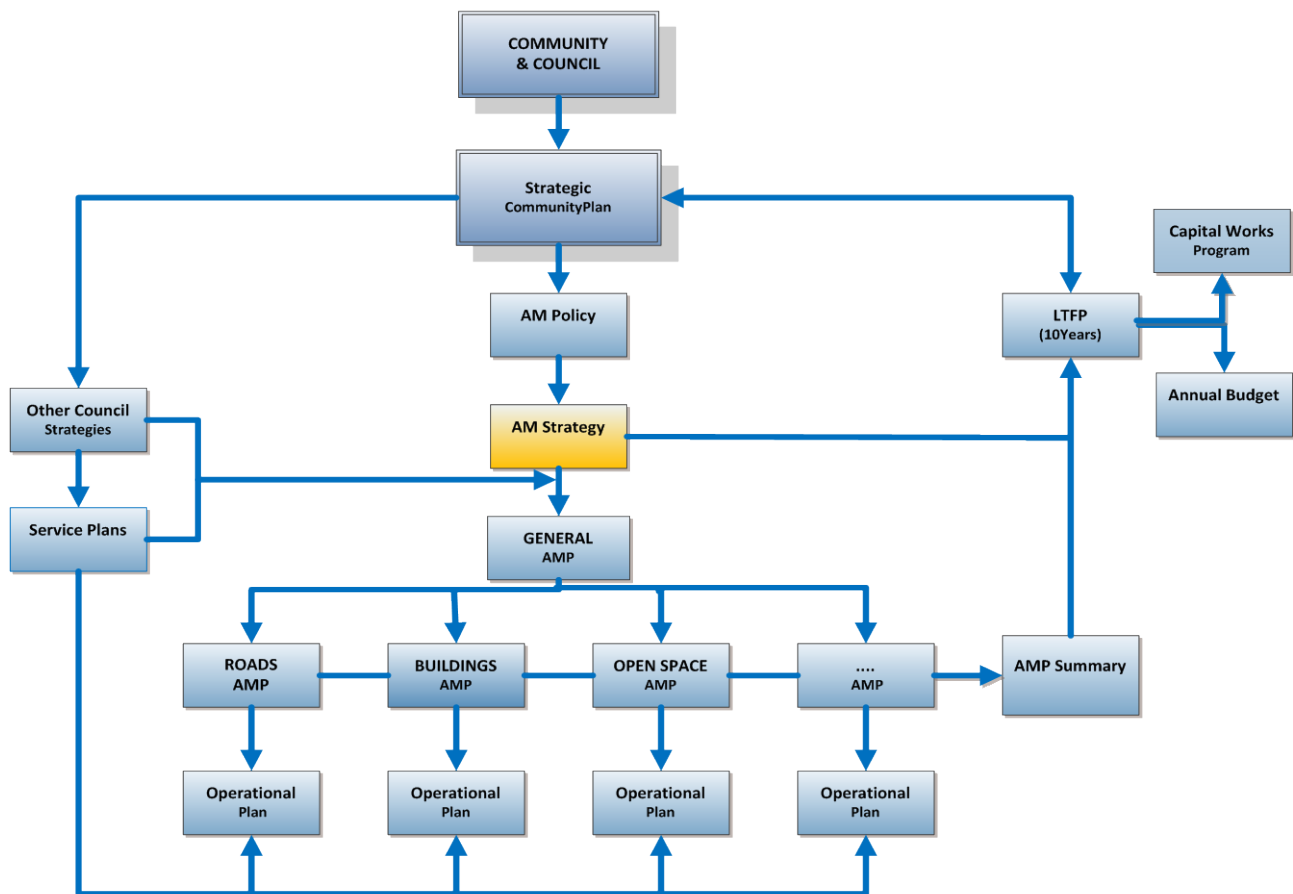 COMMUNITY
& COUNCIL
Strategic
CommunityPlan
Capital Works
Program
AM Policy
LTFP
(10Years)
Annual Budget
Other Council
Strategies
AM Strategy
Service Plans
GENERAL
AMP
ROADS
AMP
BUILDINGS
AMP
OPEN SPACE
AMP
....
AMP
AMP Summary
Operational
Plan
Operational
Plan
Operational
Plan
Operational
Plan